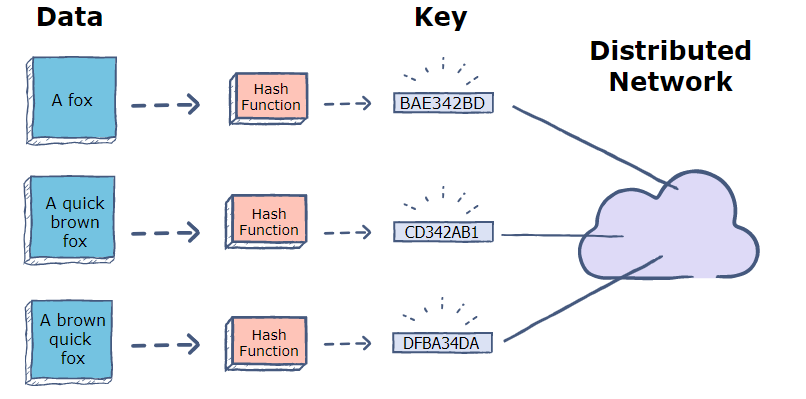 Data
Key
Distributed
Network
A fox
Hash
Function
BAE342BD
A quick
brown
fox
Hash
Function
CD342AB1
A brown
quick
fox
Hash
Function
DFBA34DA